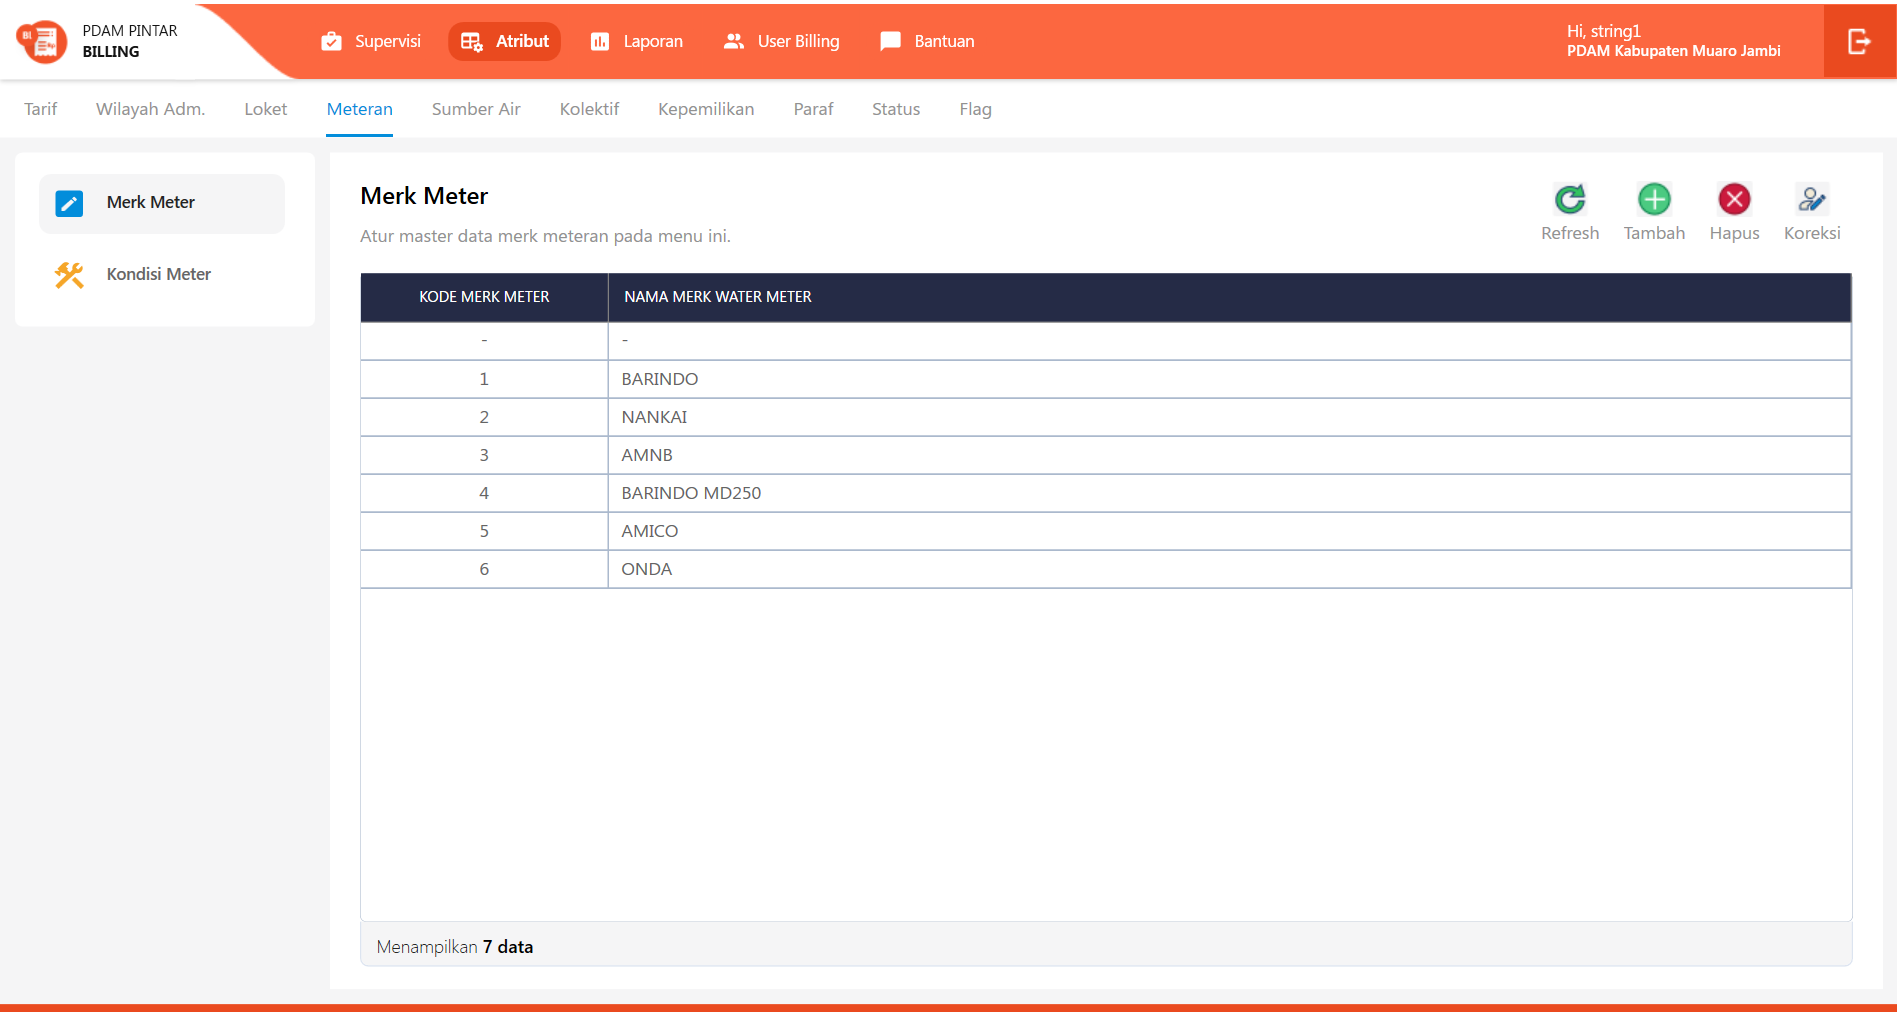 PDAM PINTAR
BILLING
Supervisi
Atribut
Laporan
User Billing
Bantuan
Hi, string1
PDAM Kabupaten Muaro Jambi
Tarif
Wilayah Adm.
Loket
Meteran
Sumber Air
Kolektif
Kepemilikan
Paraf
Status
Flag
Merk Meter
Kondisi Meter
Merk Meter
Atur master data merk meteran pada menu ini.
Refresh
Tambah
Hapus
Koreksi
KODE MERK METER NAMA MERK WATER METER
- -
1 BARINDO
2 NANKAI
3 AMNB
4 BARINDO MD250
5 AMICO
6 ONDA
Menampilkan 7 data